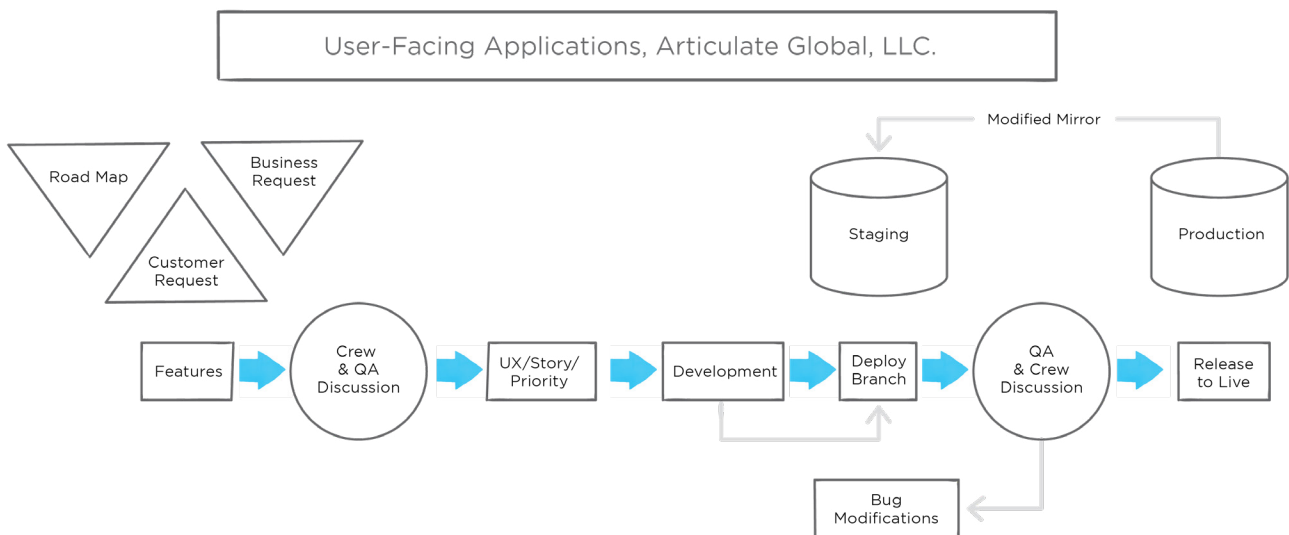 User-Facing Applications, Articulate Global, LLC.
Modified Mirror
Road Map
Business
Request
Customer
Request
Staging
Production
Features
Crew
& QA
Discussion
UX/Story/
Priority
Development
Deploy
Branch
QA
& Crew
Discussion
Release
to Live
Bug
Modifications